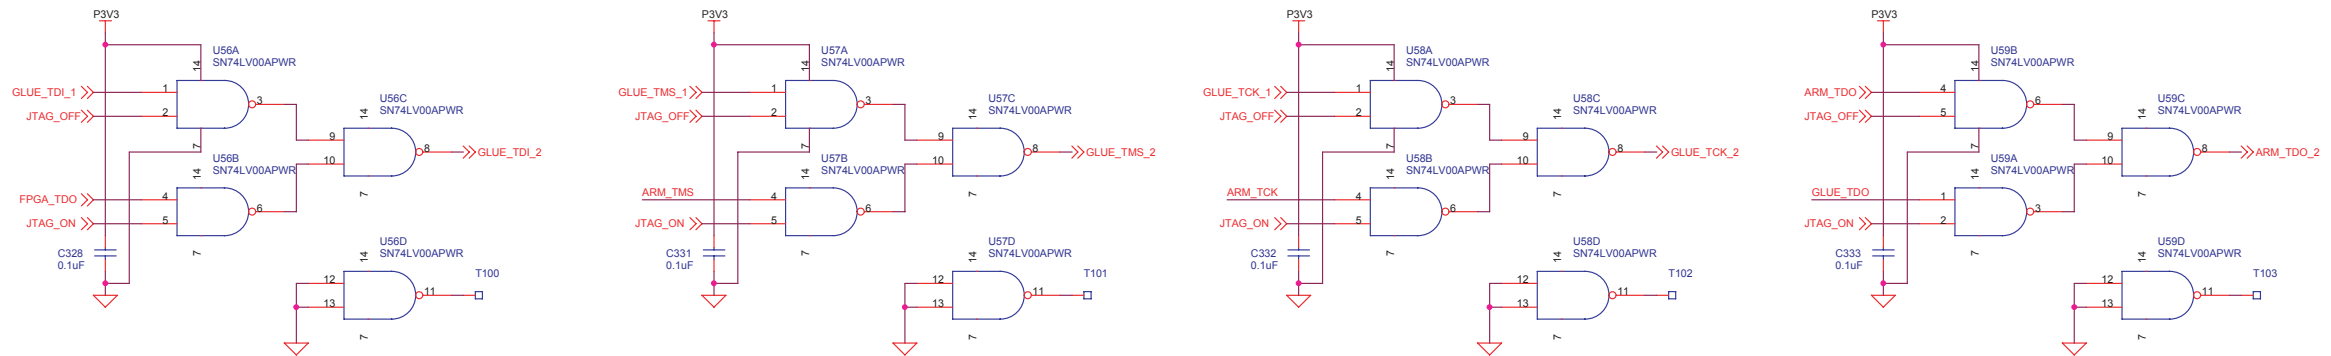 P3V3
U56A
SN74LV00APWR
14
GLUE_TDI_1
1
3
JTAG_OFF
2
7
U56C
SN74LV00APWR
14
9
10
8
GLUE_TDI_2
7
U56B
SN74LV00APWR
14
FPGA_TDO
4
6
JTAG_ON
5
7
C328
0.1uF
U56D
SN74LV00APWR
14
12
13
11
T100
7
P3V3
U57A
SN74LV00APWR
14
GLUE_TMS_1
1
3
JTAG_OFF
2
7
U57C
SN74LV00APWR
14
9
10
8
GLUE_TMS_2
7
U57B
SN74LV00APWR
14
ARM_TMS
4
6
JTAG_ON
5
7
C331
0.1uF
U57D
SN74LV00APWR
14
12
13
11
T101
7
P3V3
U58A
SN74LV00APWR
14
GLUE_TCK_1
1
3
JTAG_OFF
2
7
U58C
SN74LV00APWR
14
9
10
8
GLUE_TCK_2
7
U58B
SN74LV00APWR
14
ARM_TCK
4
6
JTAG_ON
5
7
C332
0.1uF
U58D
SN74LV00APWR
14
12
13
11
T102
7
P3V3
U59B
SN74LV00APWR
14
ARM_TDO
4
6
JTAG_OFF
5
7
U59C
SN74LV00APWR
14
9
10
8
ARM_TDO_2
7
U59A
SN74LV00APWR
14
GLUE_TDO
1
3
JTAG_ON
2
7
C333
0.1uF
U59D
SN74LV00APWR
14
12
13
11
T103
7